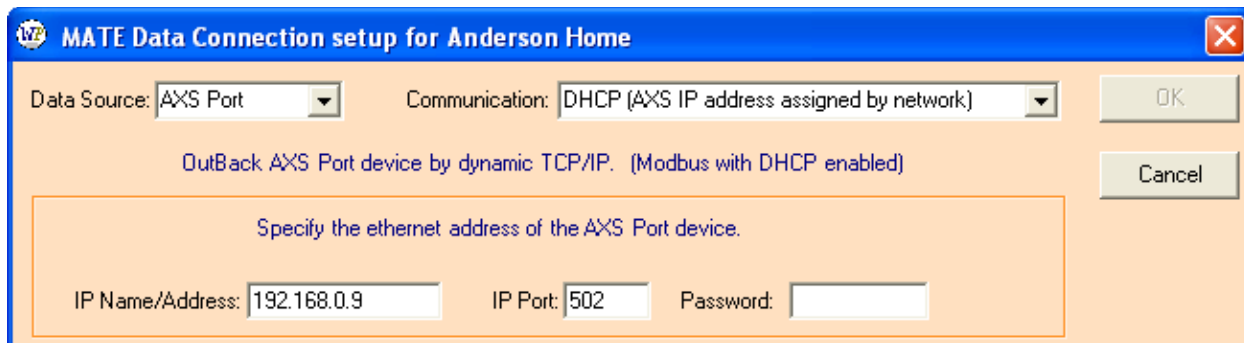 MATE Data Connection setup for Anderson Home
Data Source: AXS Port Communication: DHCP (AXS IP address assigned by network) OK
OutBack AXS Port device by dynamic TCP/IP. (Modbus with DHCP enabled)
Cancel
Specify the ethernet address of the AXS Port device.
IP Name/Address: 192.168.0.9 IP Port: 502 Password: